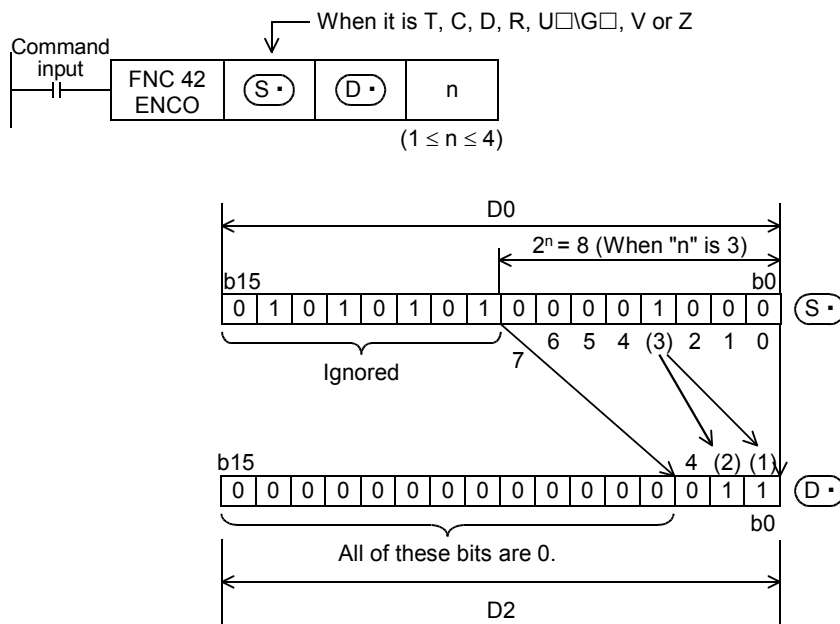 When it is T, C, D, R, U□\G□, V or Z
Command
input
FNC 42
ENCO
S·
D·
n
(1 ≤ n ≤ 4)
D0
2ⁿ = 8 (When "n" is 3)
b15
b0
0 1 0 1 0 1 0 1 0 0 0 0 1 0 0 0
S·
7 6 5 4 (3) 2 1 0
Ignored
b15
4 (2) (1)
0 0 0 0 0 0 0 0 0 0 0 0 0 0 1 1
D·
b0
All of these bits are 0.
D2